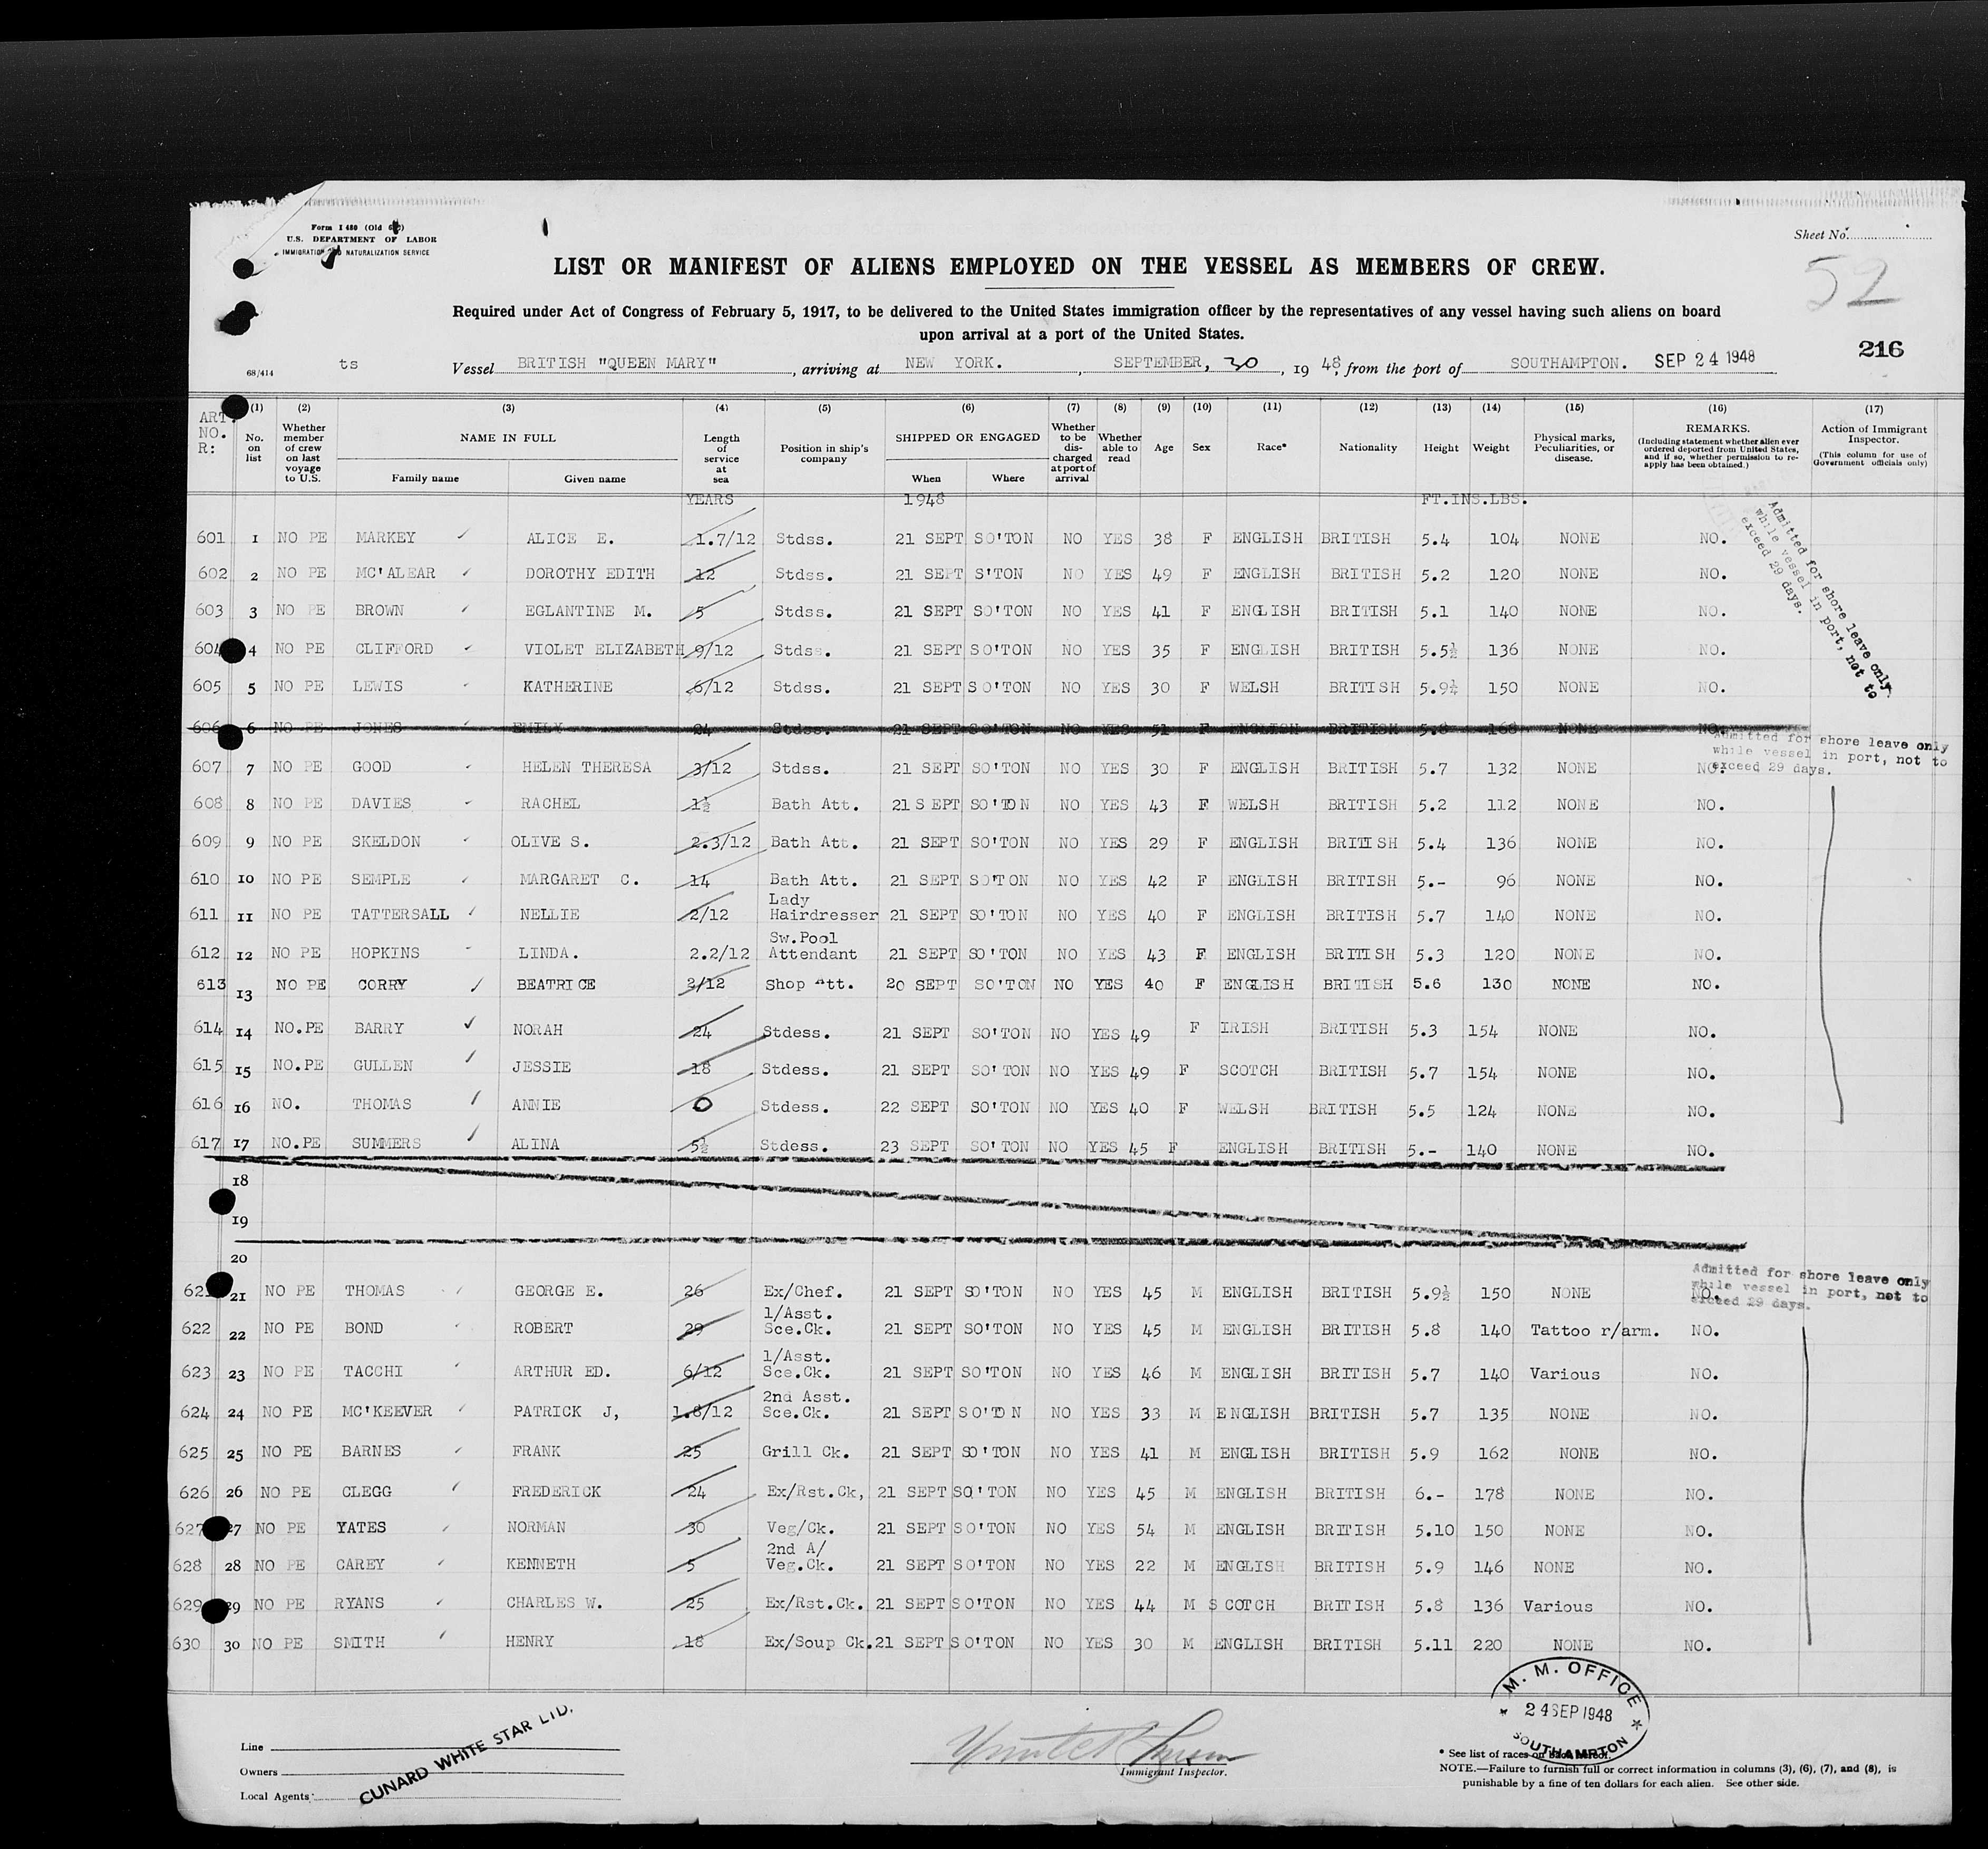 Form I 480 (Old 680)
U.S. DEPARTMENT OF LABOR
IMMIGRATION AND NATURALIZATION SERVICE
Sheet No.
LIST OR MANIFEST OF ALIENS EMPLOYED ON THE VESSEL AS MEMBERS OF CREW.
52
Required under Act of Congress of February 5, 1917, to be delivered to the United States immigration officer by the representatives of any vessel having such aliens on board
upon arrival at a port of the United States.
216
68/414 ts Vessel BRITISH "QUEEN MARY", arriving at NEW YORK., SEPTEMBER, 30, 19 48, from the port of SOUTHAMPTON. SEP 24 1948
ART. NO. R: (1) No. on list (2) Whether member of crew on last voyage to U.S. (3) NAME IN FULL Family name Given name (4) Length of service at sea (5) Position in ship's company (6) SHIPPED OR ENGAGED When Where (7) Whether to be discharged at port of arrival (8) Whether able to read (9) Age (10) Sex (11) Race* (12) Nationality (13) Height (14) Weight (15) Physical marks, Peculiarities, or disease. (16) REMARKS. (Including statement whether alien ever ordered deported from United States, and if so, whether permission to reapply has been obtained.) (17) Action of Immigrant Inspector. (This column for use of Government officials only)
YEARS 1948 FT.INS.LBS.
601 1 NO PE MARKEY ALICE E. 1.7/12 Stdss. 21 SEPT SO'TON NO YES 38 F ENGLISH BRITISH 5.4 104 NONE NO.
602 2 NO PE MC'ALEAR DOROTHY EDITH 12 Stdss. 21 SEPT S'TON NO YES 49 F ENGLISH BRITISH 5.2 120 NONE NO.
603 3 NO PE BROWN EGLANTINE M. 5 Stdss. 21 SEPT SO'TON NO YES 41 F ENGLISH BRITISH 5.1 140 NONE NO.
604 4 NO PE CLIFFORD VIOLET ELIZABETH 9/12 Stdss. 21 SEPT SO'TON NO YES 35 F ENGLISH BRITISH 5.5½ 136 NONE NO.
605 5 NO PE LEWIS KATHERINE 6/12 Stdss. 21 SEPT SO'TON NO YES 30 F WELSH BRITISH 5.9½ 150 NONE NO.
Admitted for shore leave only
while vessel in port, not to
exceed 29 days.
606 6 NO PE JONES EMILY 24 Stdss. 21 SEPT SO'TON NO YES 51 F ENGLISH BRITISH 5.8 168 NONE NO.
Admitted for shore leave only
while vessel in port, not to
exceed 29 days.
607 7 NO PE GOOD HELEN THERESA 3/12 Stdss. 21 SEPT SO'TON NO YES 30 F ENGLISH BRITISH 5.7 132 NONE NO.
608 8 NO PE DAVIES RACHEL 1½ Bath Att. 21 SEPT SO'TON NO YES 43 F WELSH BRITISH 5.2 112 NONE NO.
609 9 NO PE SKELDON OLIVE S. 2.3/12 Bath Att. 21 SEPT SO'TON NO YES 29 F ENGLISH BRITISH 5.4 136 NONE NO.
610 10 NO PE SEMPLE MARGARET C. 14 Bath Att. 21 SEPT SO'TON NO YES 42 F ENGLISH BRITISH 5.- 96 NONE NO.
611 11 NO PE TATTERSALL NELLIE 2/12 Lady Hairdresser 21 SEPT SO'TON NO YES 40 F ENGLISH BRITISH 5.7 140 NONE NO.
612 12 NO PE HOPKINS LINDA. 2.2/12 Sw.Pool Attendant 21 SEPT SO'TON NO YES 43 F ENGLISH BRITISH 5.3 120 NONE NO.
613 13 NO PE CORRY BEATRICE 2/12 Shop Att. 20 SEPT SO'TON NO YES 40 F ENGLISH BRITISH 5.6 130 NONE NO.
614 14 NO.PE BARRY NORAH 24 Stdess. 21 SEPT SO'TON NO YES 49 F IRISH BRITISH 5.3 154 NONE NO.
615 15 NO.PE GULLEN JESSIE 18 Stdess. 21 SEPT SO'TON NO YES 49 F SCOTCH BRITISH 5.7 154 NONE NO.
616 16 NO. THOMAS ANNIE 0 Stdess. 22 SEPT SO'TON NO YES 40 F WELSH BRITISH 5.5 124 NONE NO.
617 17 NO.PE SUMMERS ALINA 5½ Stdess. 23 SEPT SO'TON NO YES 45 F ENGLISH BRITISH 5.- 140 NONE NO.
18
19
20
Admitted for shore leave only
while vessel in port, not to
exceed 29 days.
621 21 NO PE THOMAS GEORGE E. 26 Ex/Chef. 21 SEPT SO'TON NO YES 45 M ENGLISH BRITISH 5.9½ 150 NONE NO.
622 22 NO PE BOND ROBERT 29 1/Asst. Sce.Ck. 21 SEPT SO'TON NO YES 45 M ENGLISH BRITISH 5.8 140 Tattoo r/arm. NO.
623 23 NO PE TACCHI ARTHUR ED. 6/12 1/Asst. Sce.Ck. 21 SEPT SO'TON NO YES 46 M ENGLISH BRITISH 5.7 140 Various NO.
624 24 NO PE MC'KEEVER PATRICK J, 1.8/12 2nd Asst. Sce.Ck. 21 SEPT SO'TON NO YES 33 M ENGLISH BRITISH 5.7 135 NONE NO.
625 25 NO PE BARNES FRANK 25 Grill Ck. 21 SEPT SO'TON NO YES 41 M ENGLISH BRITISH 5.9 162 NONE NO.
626 26 NO PE CLEGG FREDERICK 24 Ex/Rst.Ck, 21 SEPT SO'TON NO YES 45 M ENGLISH BRITISH 6.- 178 NONE NO.
627 27 NO PE YATES NORMAN 30 Veg/Ck. 21 SEPT SO'TON NO YES 54 M ENGLISH BRITISH 5.10 150 NONE NO.
628 28 NO PE CAREY KENNETH 5 2nd A/ Veg.Ck. 21 SEPT SO'TON NO YES 22 M ENGLISH BRITISH 5.9 146 NONE NO.
629 29 NO PE RYANS CHARLES W. 25 Ex/Rst.Ck. 21 SEPT SO'TON NO YES 44 M SCOTCH BRITISH 5.8 136 Various NO.
630 30 NO PE SMITH HENRY 18 Ex/Soup Ck. 21 SEPT SO'TON NO YES 30 M ENGLISH BRITISH 5.11 220 NONE NO.
M. M. OFFICE
24 SEP 1948
SOUTHAMPTON
Line
Owners
Local Agents
CUNARD WHITE STAR LTD.
Immigrant Inspector.
* See list of races on back hereof.
NOTE.—Failure to furnish full or correct information in columns (3), (6), (7), and (8), is
punishable by a fine of ten dollars for each alien. See other side.